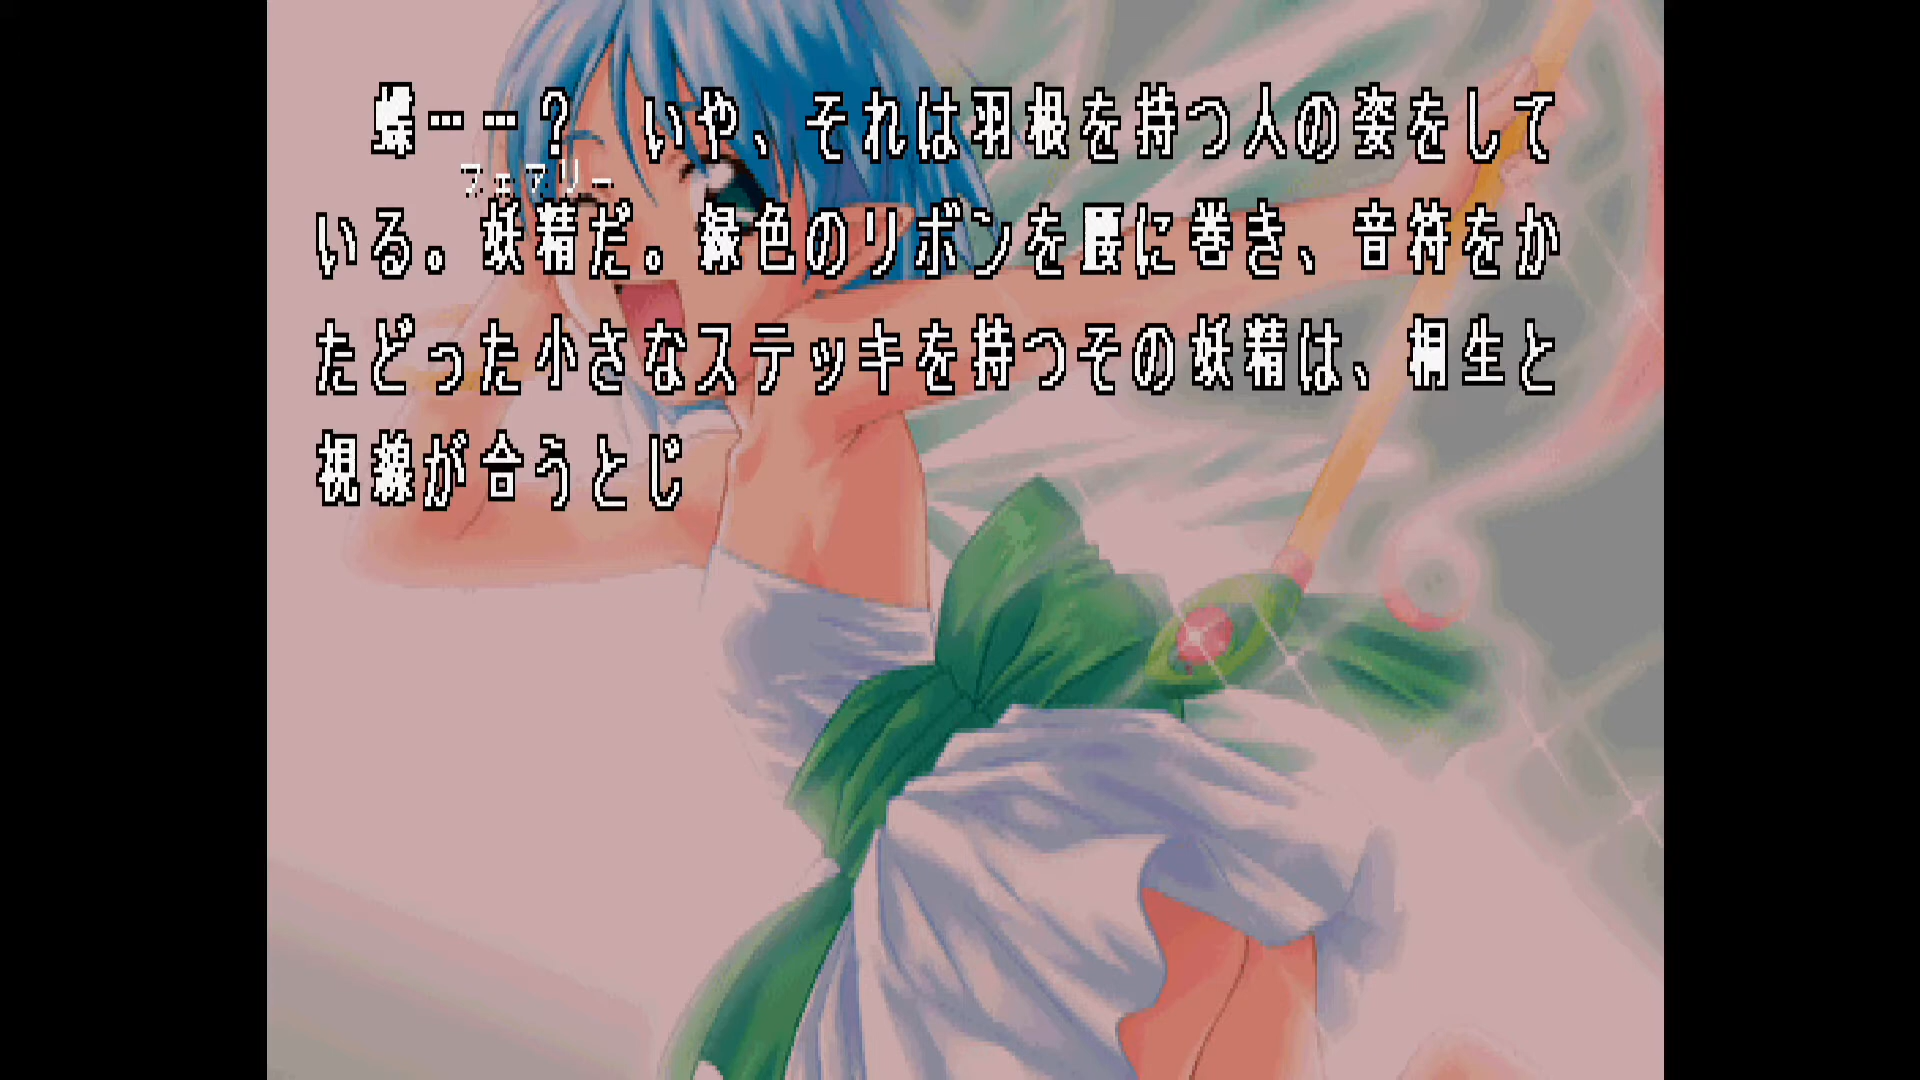 蝶……？　いや、それは羽根を持つ人の姿をして
フェアリー
いる。妖精だ。緑色のリボンを腰に巻き、音符をか
たどった小さなステッキを持つその妖精は、桐生と
視線が合うとじ